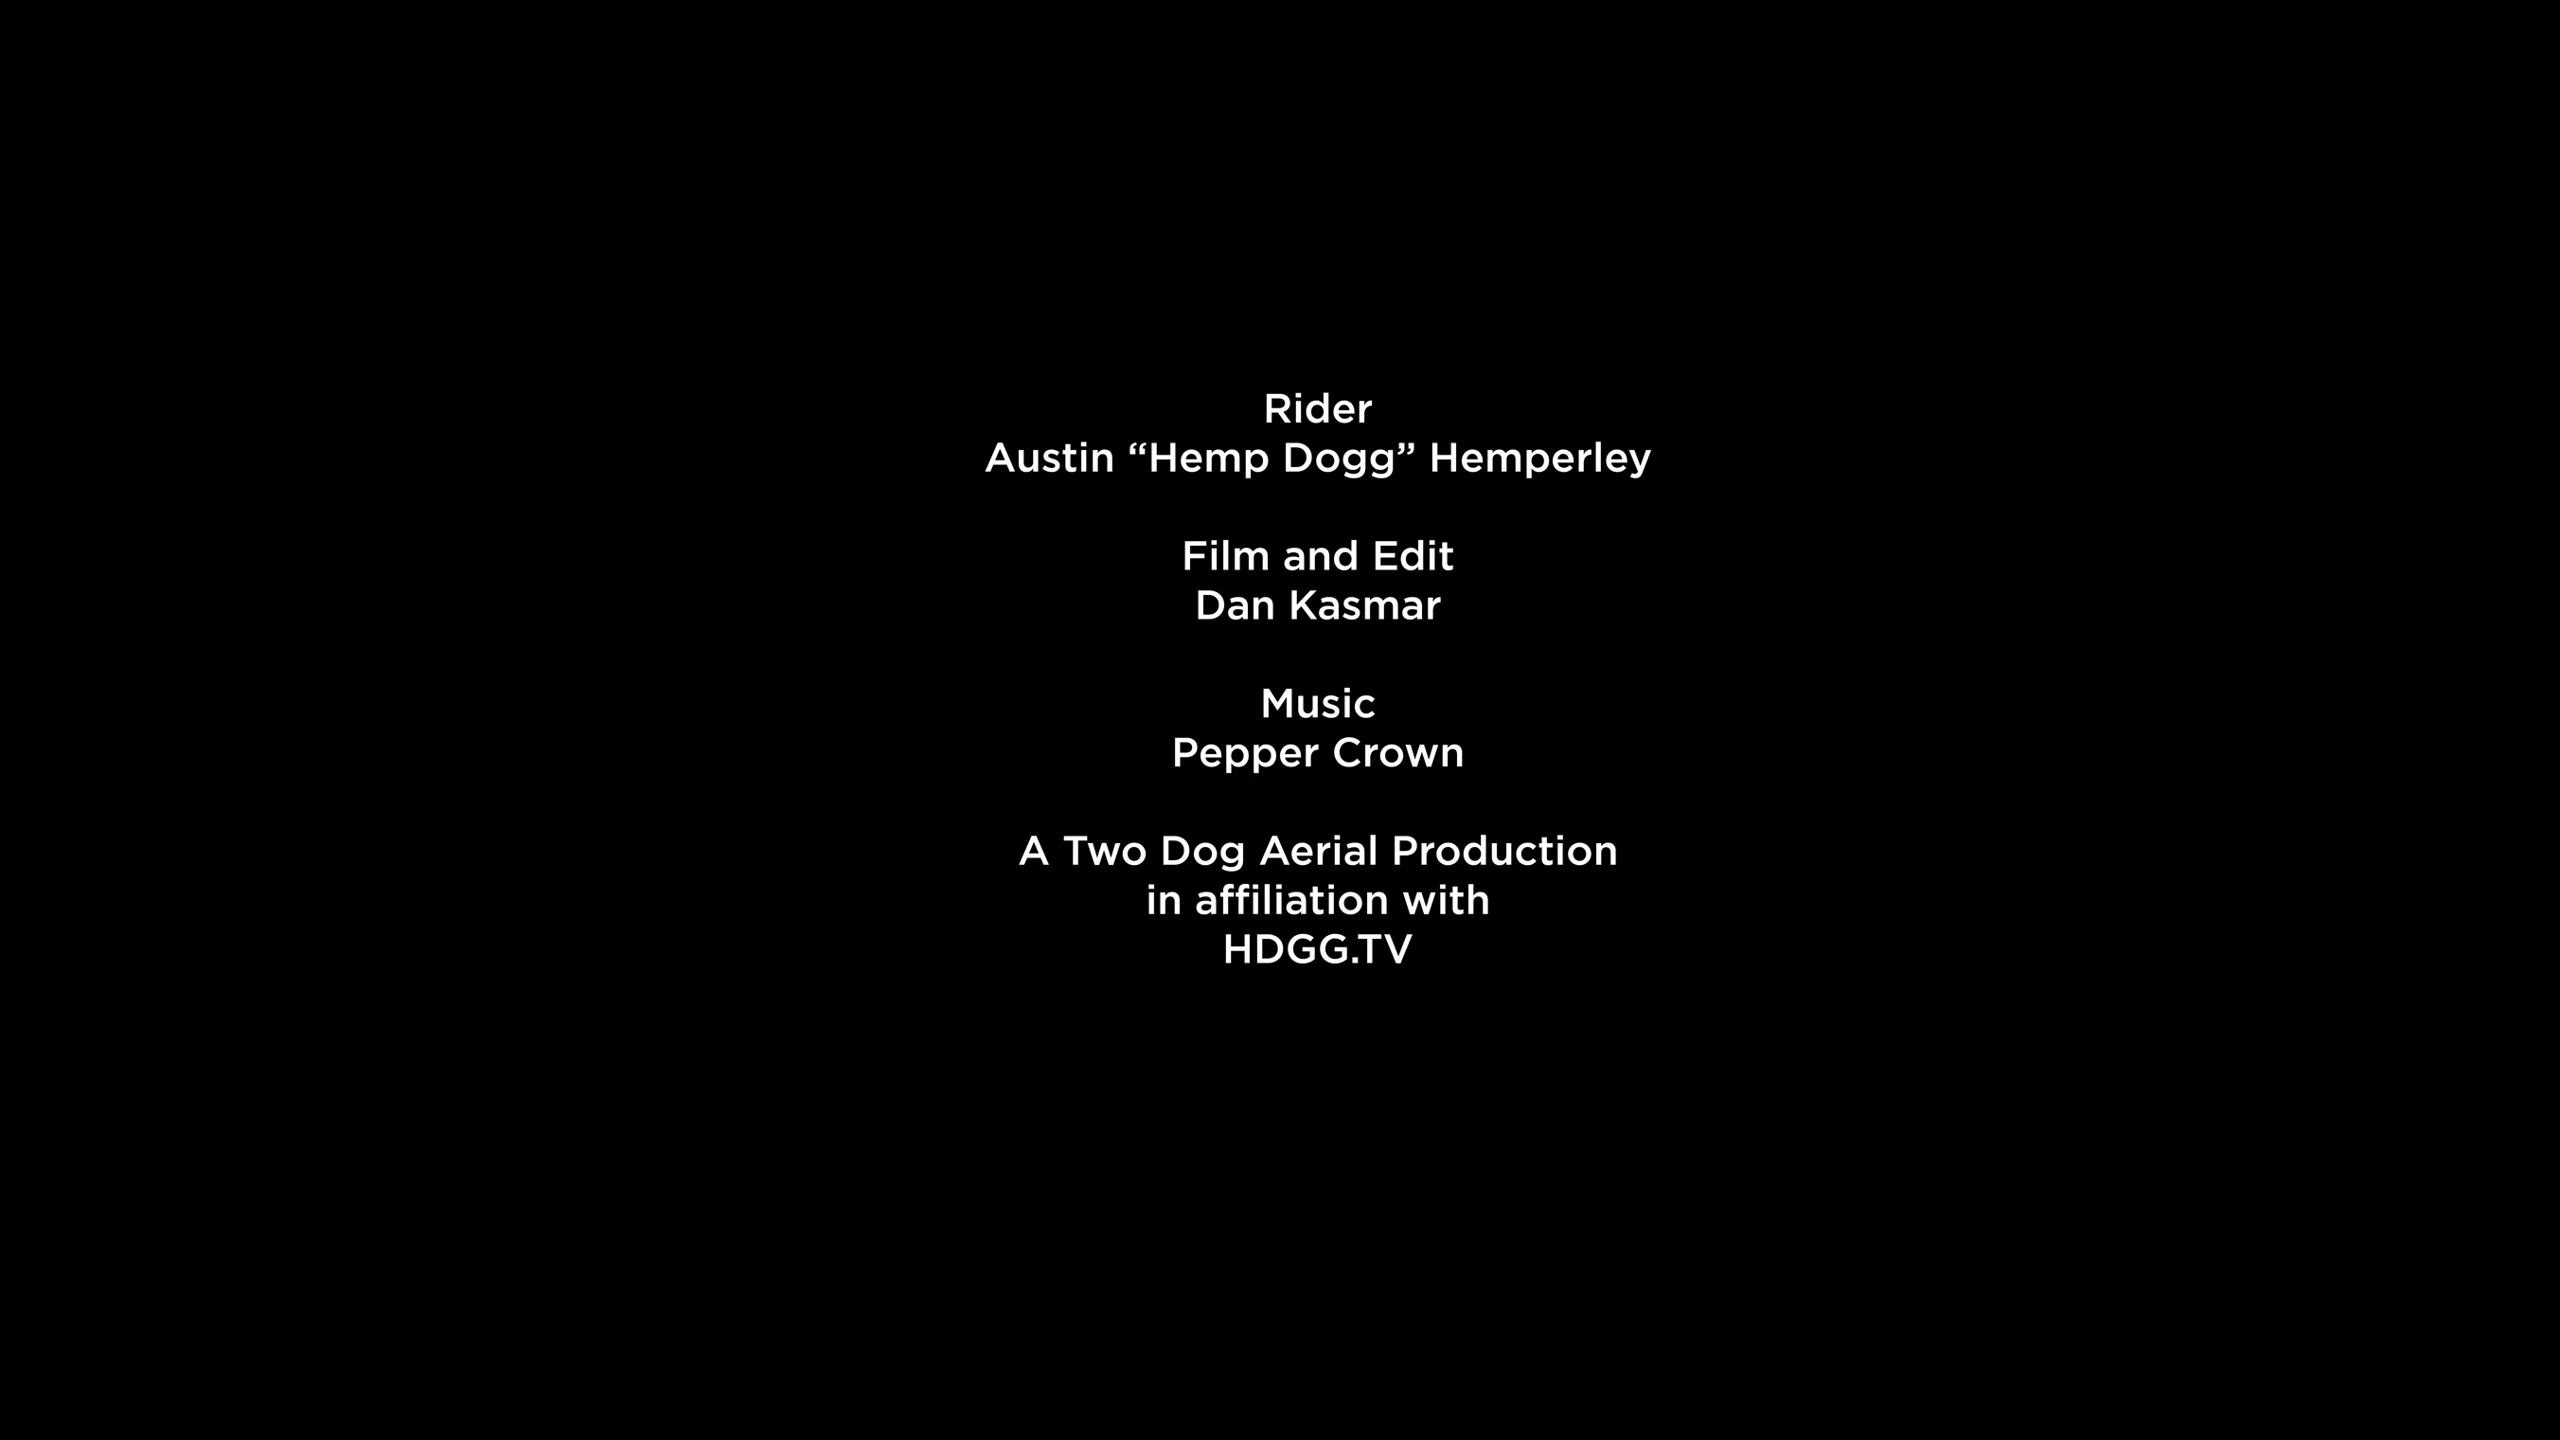 Rider
Austin “Hemp Dogg” Hemperley
Film and Edit
Dan Kasmar
Music
Pepper Crown
A Two Dog Aerial Production
in affiliation with
HDGG.TV